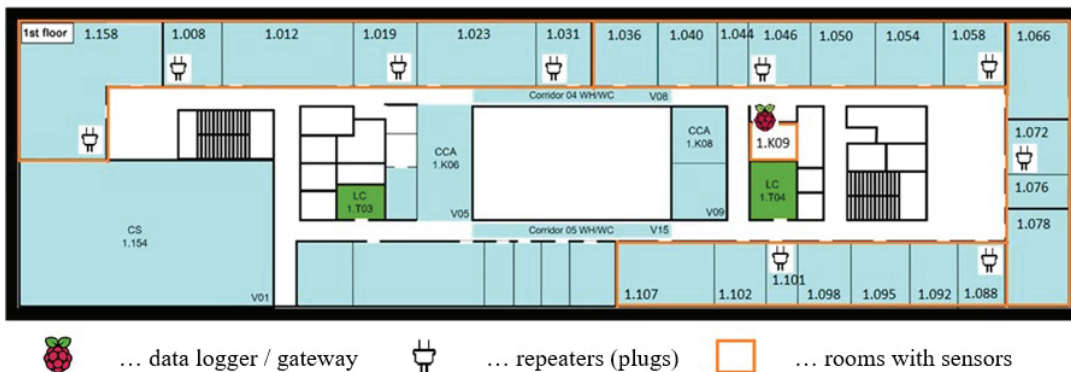 1st floor
1.158
1.008
1.012
1.019
1.023
1.031
1.036
1.040
1.044
1.046
1.050
1.054
1.058
1.066
Corridor 04 WH/WC
V08
CCA
1.K06
V05
CCA
1.K08
V09
1.K09
1.072
1.076
1.078
LC
1.T03
LC
1.T04
CS
1.154
V01
Corridor 05 WH/WC
V15
1.107
1.102
1.101
1.098
1.095
1.092
1.088
... data logger / gateway
... repeaters (plugs)
... rooms with sensors